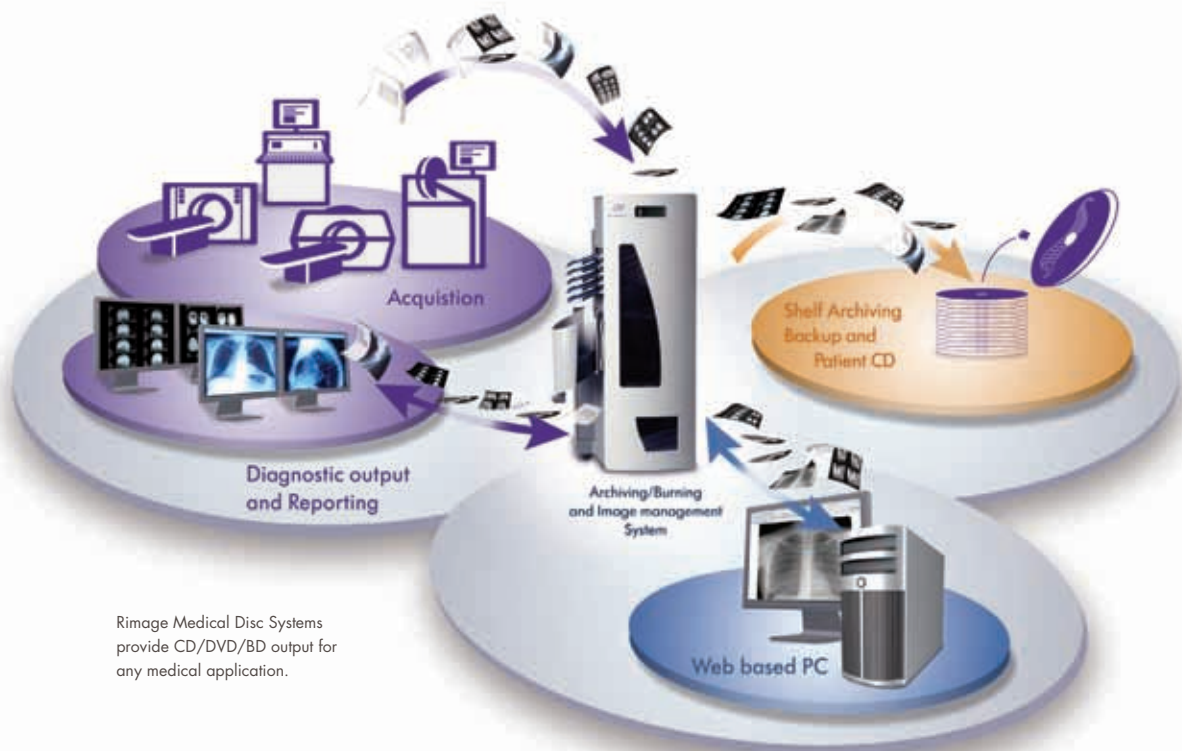 Acquistion
Shelf Archiving
Backup and
Patient CD
Diagnostic output
and Reporting
Archiving/Burning
and Image management
System
Web based PC
Rimage Medical Disc Systems
provide CD/DVD/BD output for
any medical application.